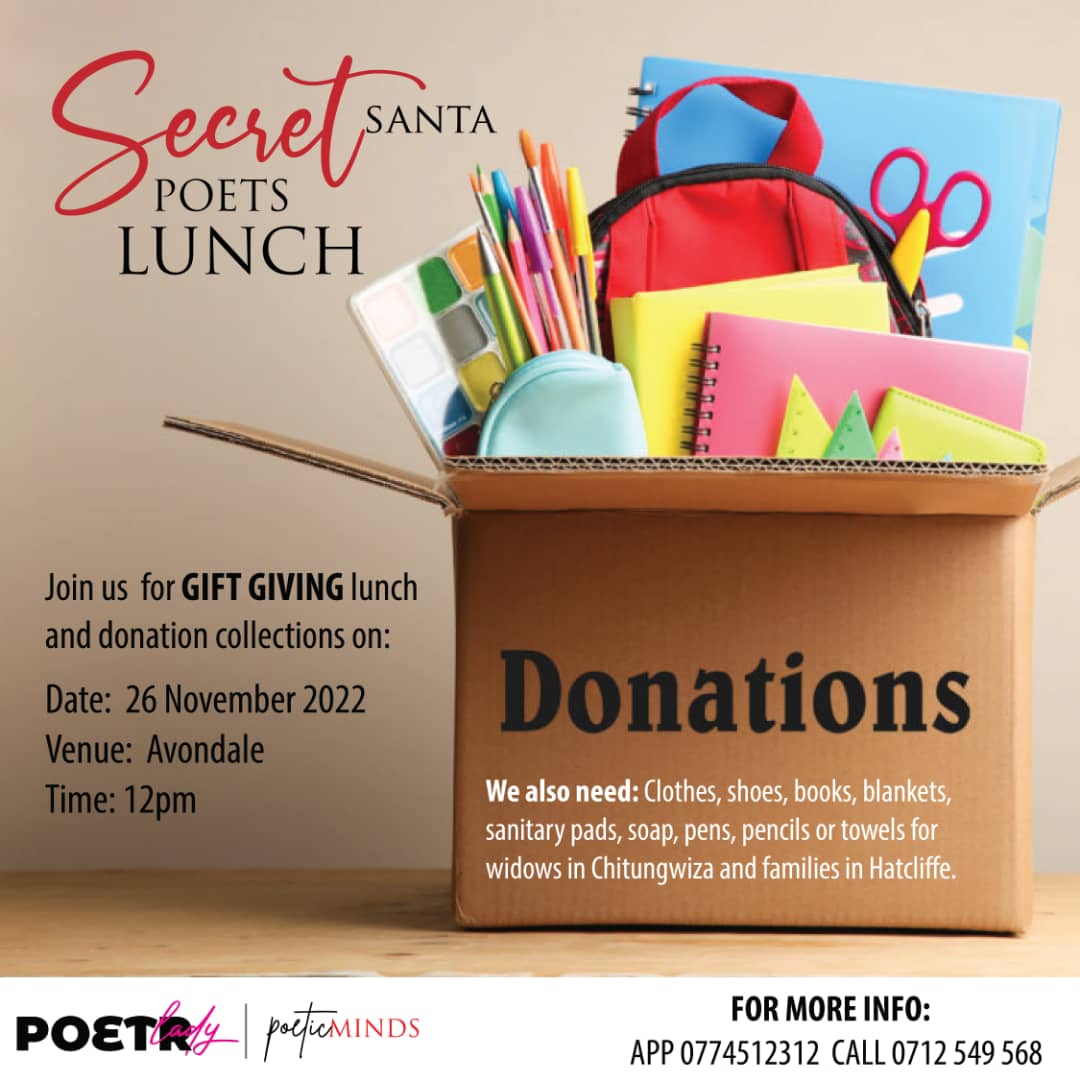 Secret SANTA
POETS
LUNCH
Join us for GIFT GIVING lunch
and donation collections on:
Date: 26 November 2022
Venue: Avondale
Time: 12pm
Donations
We also need: Clothes, shoes, books, blankets,
sanitary pads, soap, pens, pencils or towels for
widows in Chitungwiza and families in Hatcliffe.
POETRlady | poeticMINDS
FOR MORE INFO:
APP 0774512312 CALL 0712 549 568